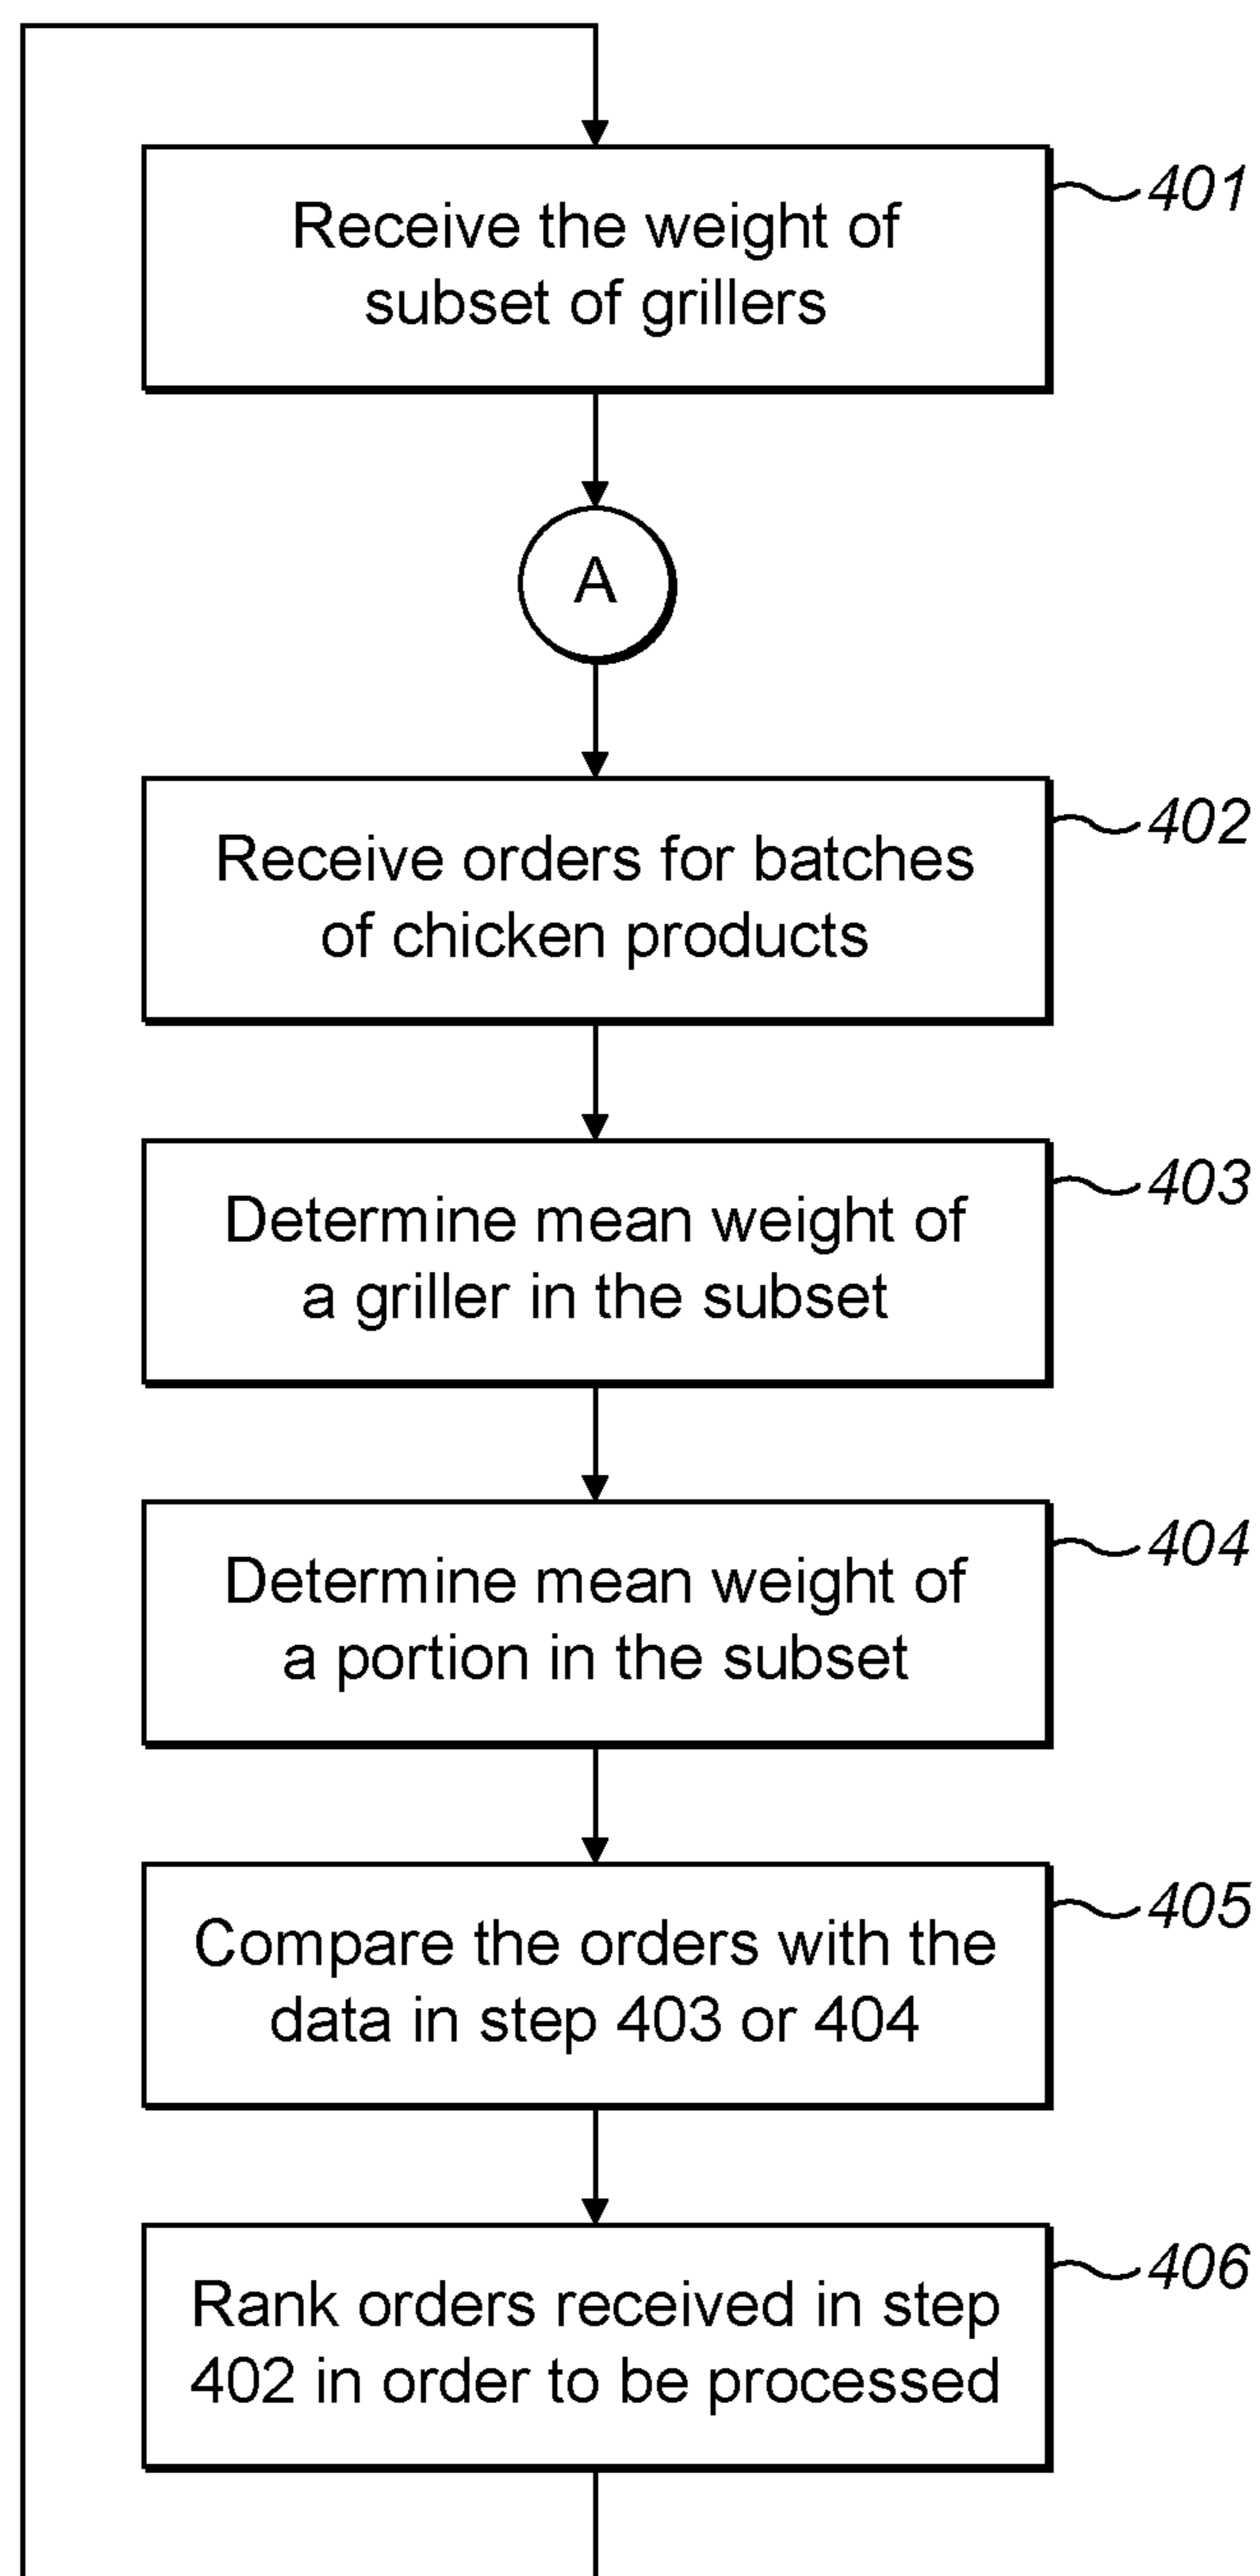 Receive the weight of
subset of grillers
401
A
Receive orders for batches
of chicken products
402
Determine mean weight of
a griller in the subset
403
Determine mean weight of
a portion in the subset
404
Compare the orders with the
data in step 403 or 404
405
Rank orders received in step
402 in order to be processed
406